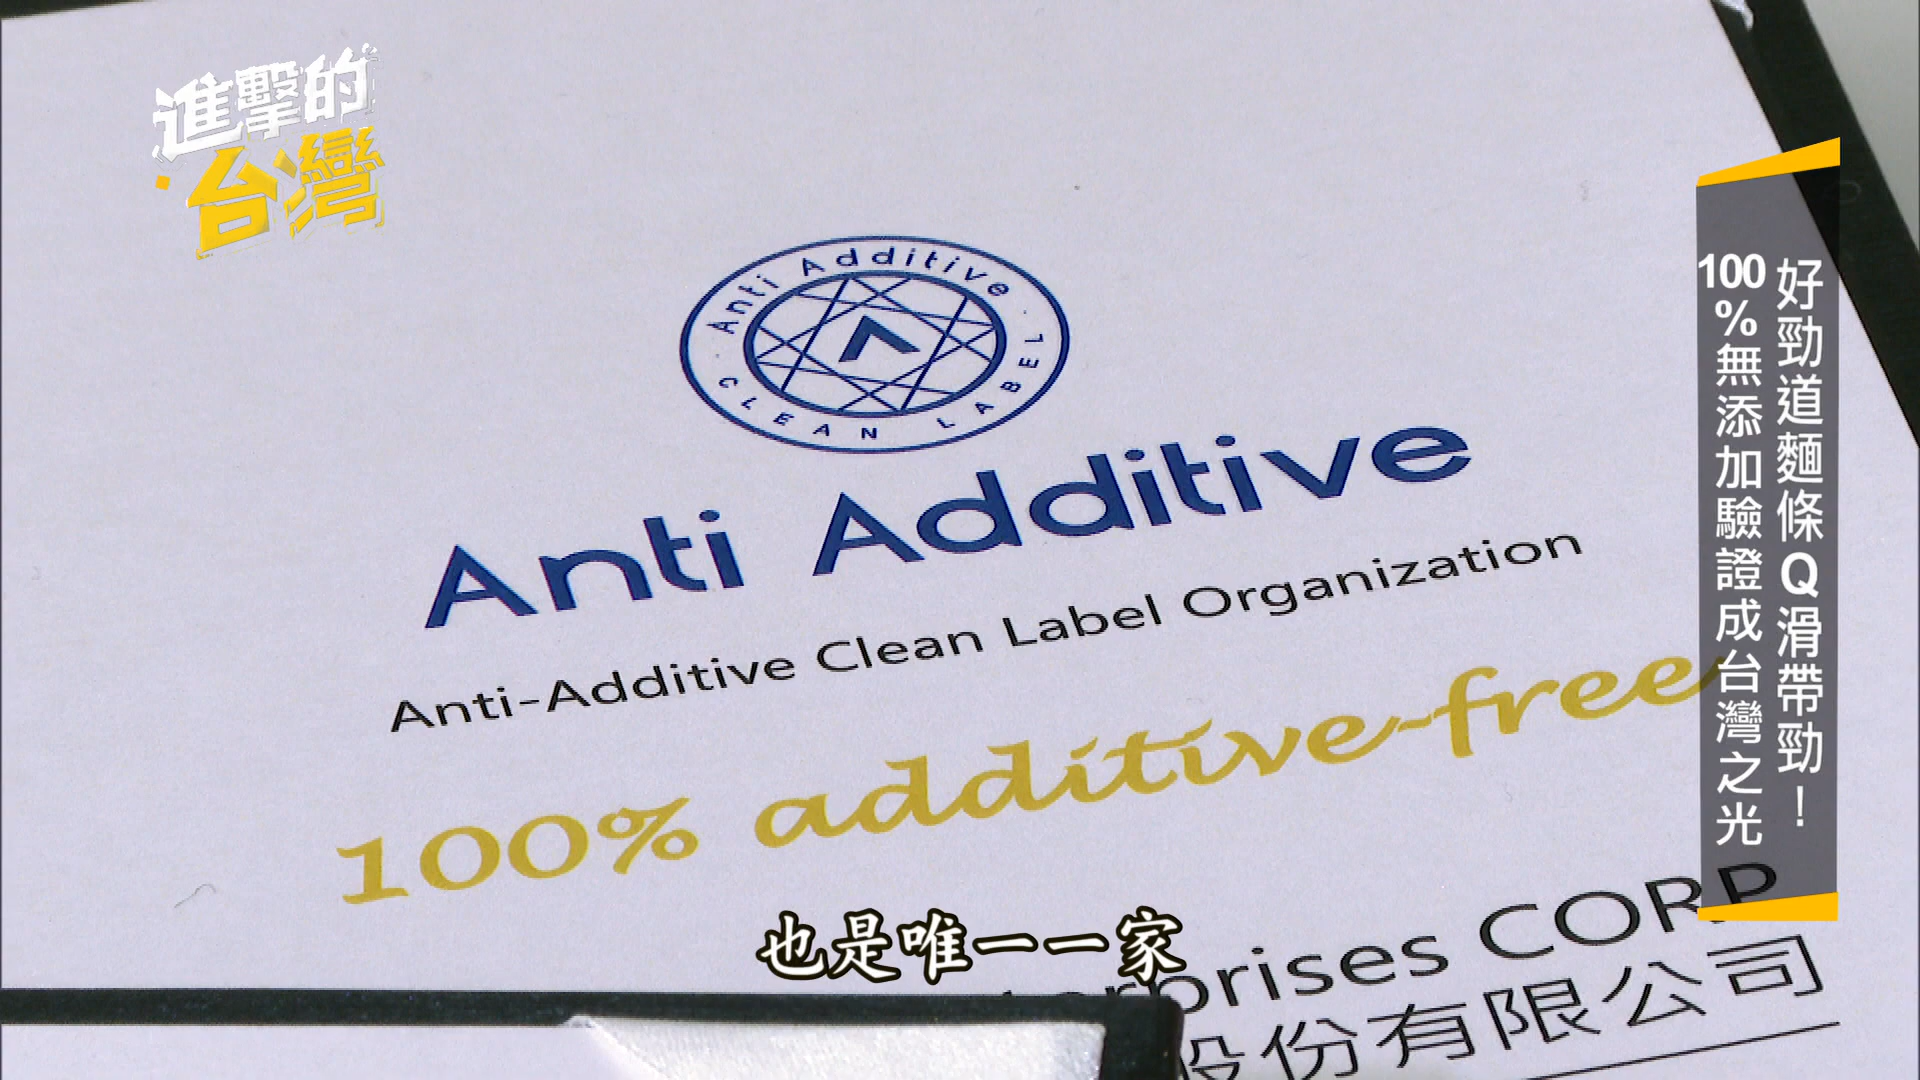 進擊的
台灣
Anti Additive
CLEAN LABEL
Anti Additive
Anti-Additive Clean Label Organization
100% additive-free
CORP
股份有限公司
好勁道麵條Q滑帶勁！
100%無添加驗證成台灣之光
也是唯一一家